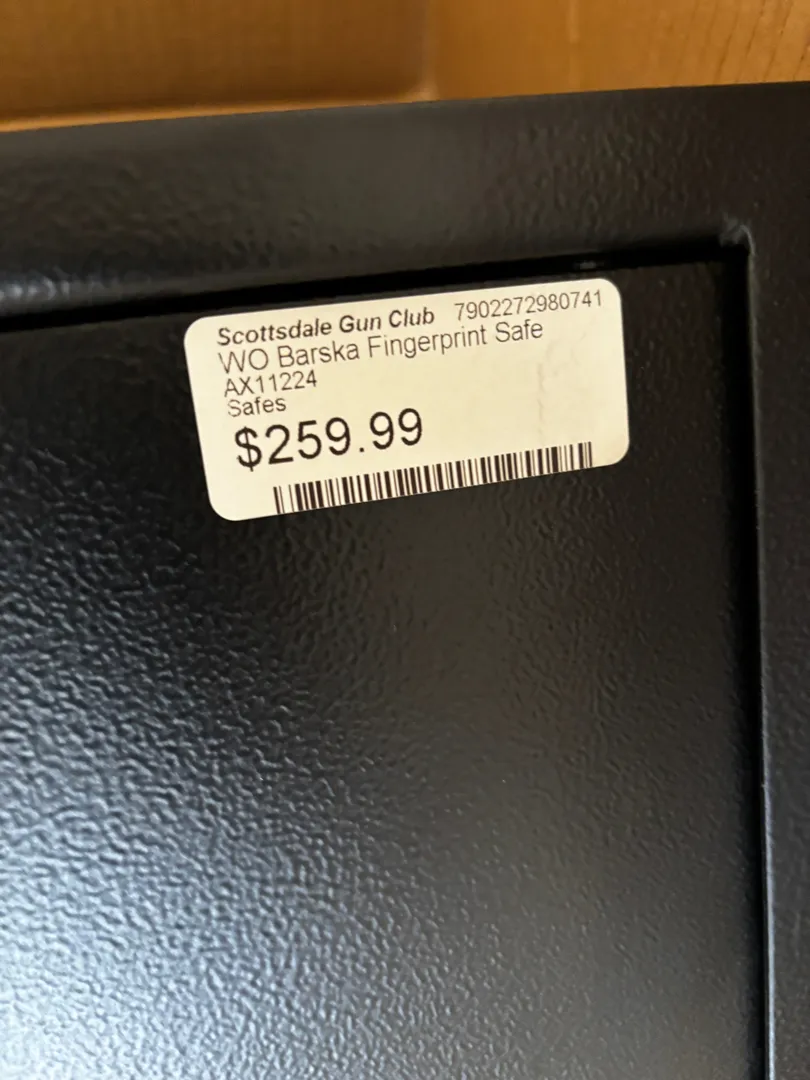 Scottsdale Gun Club 7902272980741
WO Barska Fingerprint Safe
AX11224
Safes
$259.99